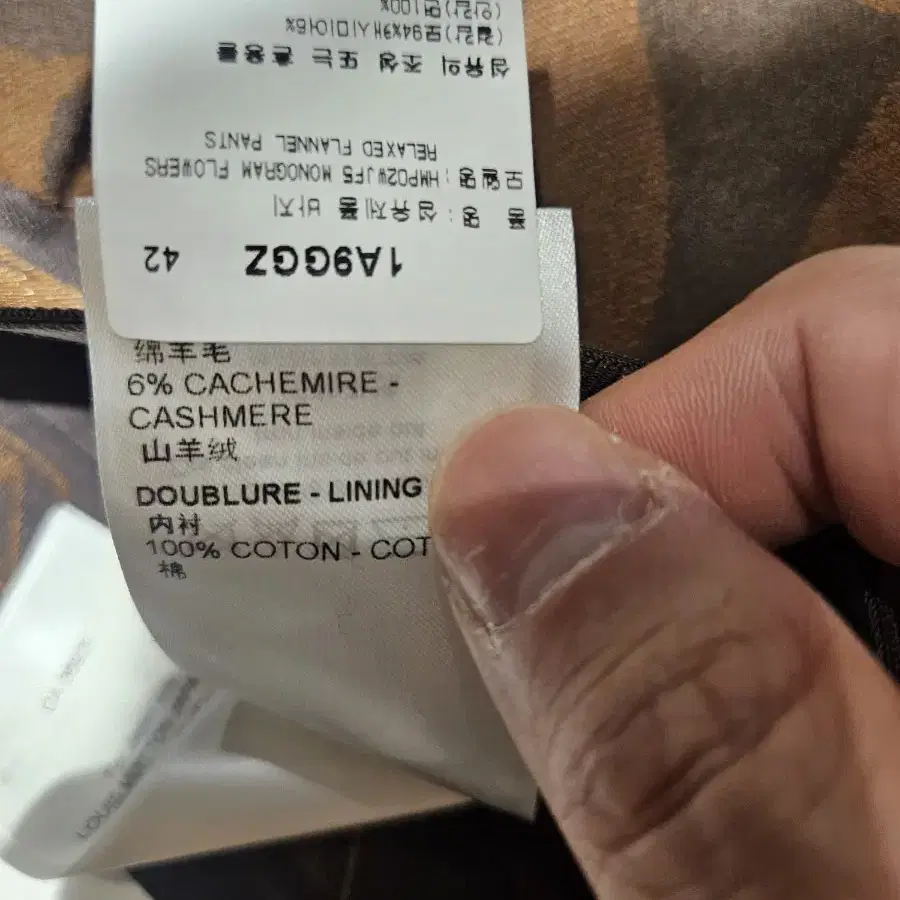 1A9GGZ 42
품 명 : 섬유제품 바지
모델명 : HMP02WJF5 MONOGRAM FLOWERS
RELAXED FLANNEL PANTS
섬유의 조성 또는 혼용률
(겉감)모94%캐시미어6%
(안감)면100%
绵羊毛
6% CACHEMIRE -
CASHMERE
山羊绒
DOUBLURE - LINING
内衬
100% COTON - COT
棉
LOUIS